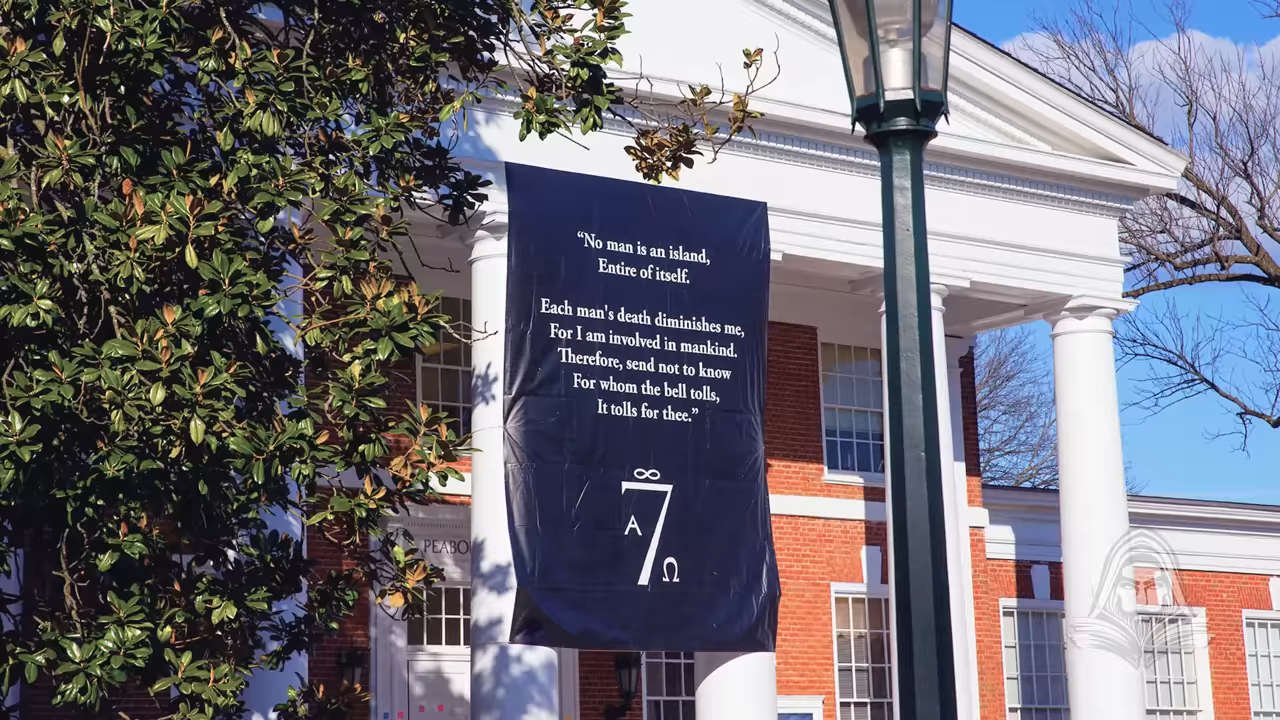 “No man is an island,
Entire of itself.
Each man's death diminishes me,
For I am involved in mankind.
Therefore, send not to know
For whom the bell tolls,
It tolls for thee.”
∞
7
A
Ω
PEABO